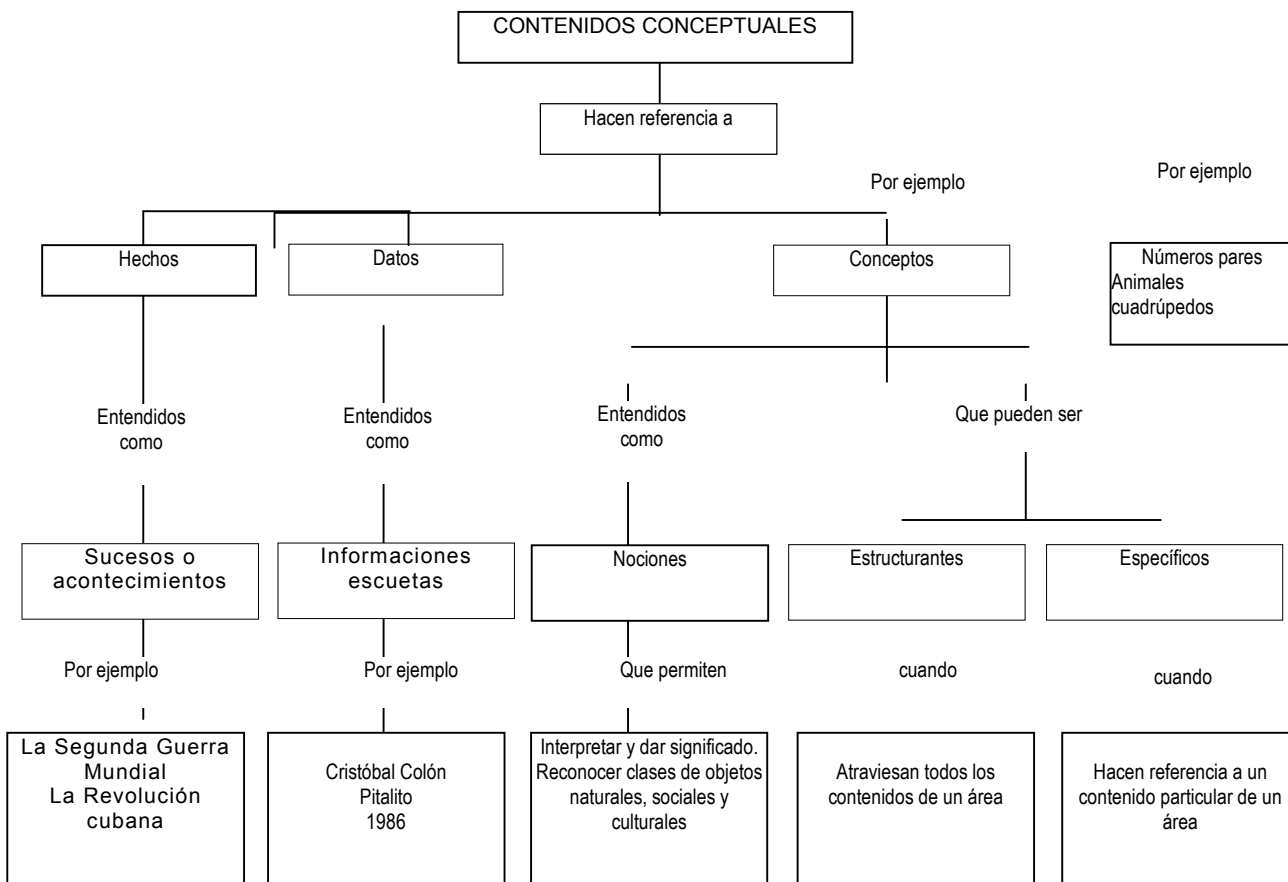 CONTENIDOS CONCEPTUALES
Hacen referencia a
Por ejemplo
Por ejemplo
Hechos
Datos
Conceptos
Números pares
Animales
cuadrúpedos
Entendidos
como
Entendidos
como
Entendidos
como
Que pueden ser
Sucesos o
acontecimientos
Informaciones
escuetas
Nociones
Estructurantes
Específicos
Por ejemplo
Por ejemplo
Que permiten
cuando
cuando
La Segunda Guerra
Mundial
La Revolución
cubana
Cristóbal Colón
Pitalito
1986
Interpretar y dar significado.
Reconocer clases de objetos
naturales, sociales y
culturales
Atraviesan todos los
contenidos de un área
Hacen referencia a un
contenido particular de un
área